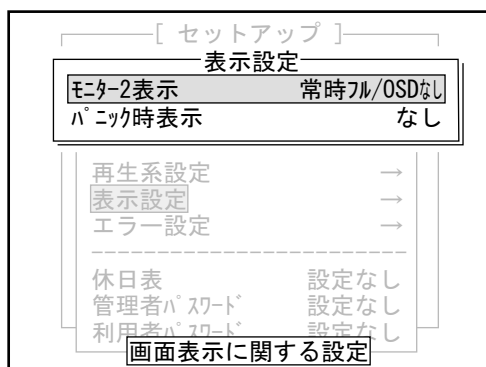 [ セットアップ ]
表示設定
ﾓﾆﾀｰ2表示 常時ﾌﾙ/OSDなし
ﾊﾟﾆｯｸ時表示 なし
再生系設定 →
表示設定 →
エラー設定 →
------------------------
休日表 設定なし
管理者ﾊﾟｽﾜｰﾄﾞ 設定なし
利用者ﾊﾟｽﾜｰﾄﾞ 設定なし
画面表示に関する設定